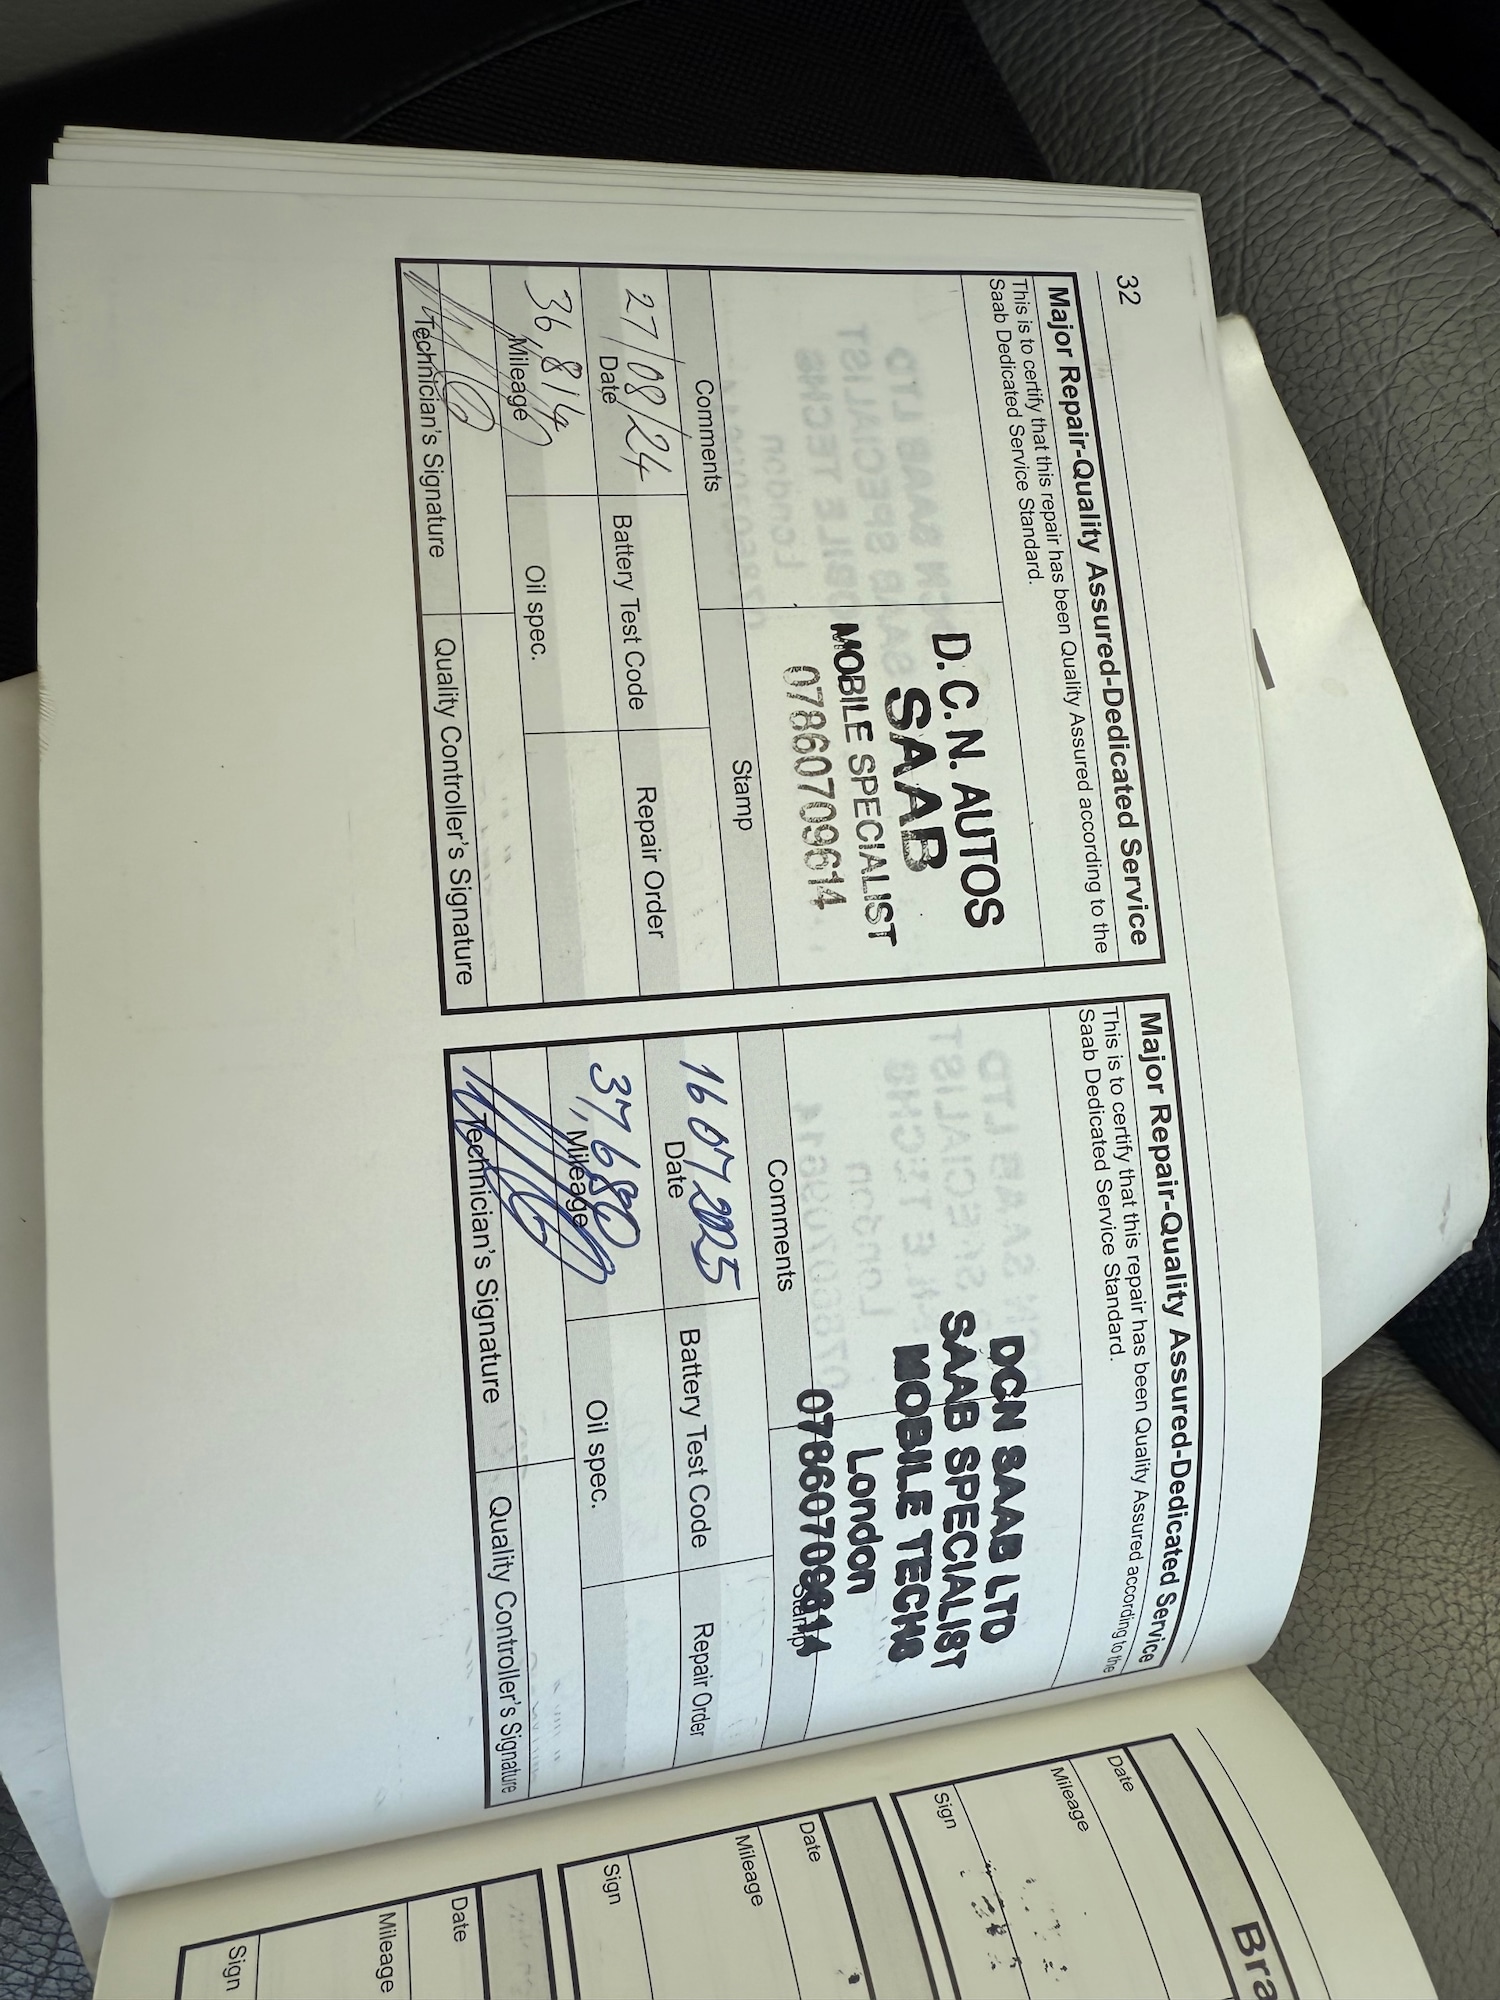 32
Major Repair-Quality Assured-Dedicated Service
This is to certify that this repair has been Quality Assured according to the
Saab Dedicated Service Standard.
D. C. N. AUTOS
SAAB
MOBILE SPECIALIST
07860709614
Comments
Stamp
27/08/24
Date
Battery Test Code
Repair Order
36,814
Mileage
Oil spec.
Technician's Signature
Quality Controller's Signature
Major Repair-Quality Assured-Dedicated Service
This is to certify that this repair has been Quality Assured according to the
Saab Dedicated Service Standard.
DCN SAAB LTD
SAAB SPECIALIST
MOBILE TECHS
London
07860709614
Comments
Stamp
16 07 2025
Date
Battery Test Code
Repair Order
37,680
Mileage
Oil spec.
Technician's Signature
Quality Controller's Signature
Bra
Date
Mileage
Sign
Date
Mileage
Sign
Date
Mileage
Sign